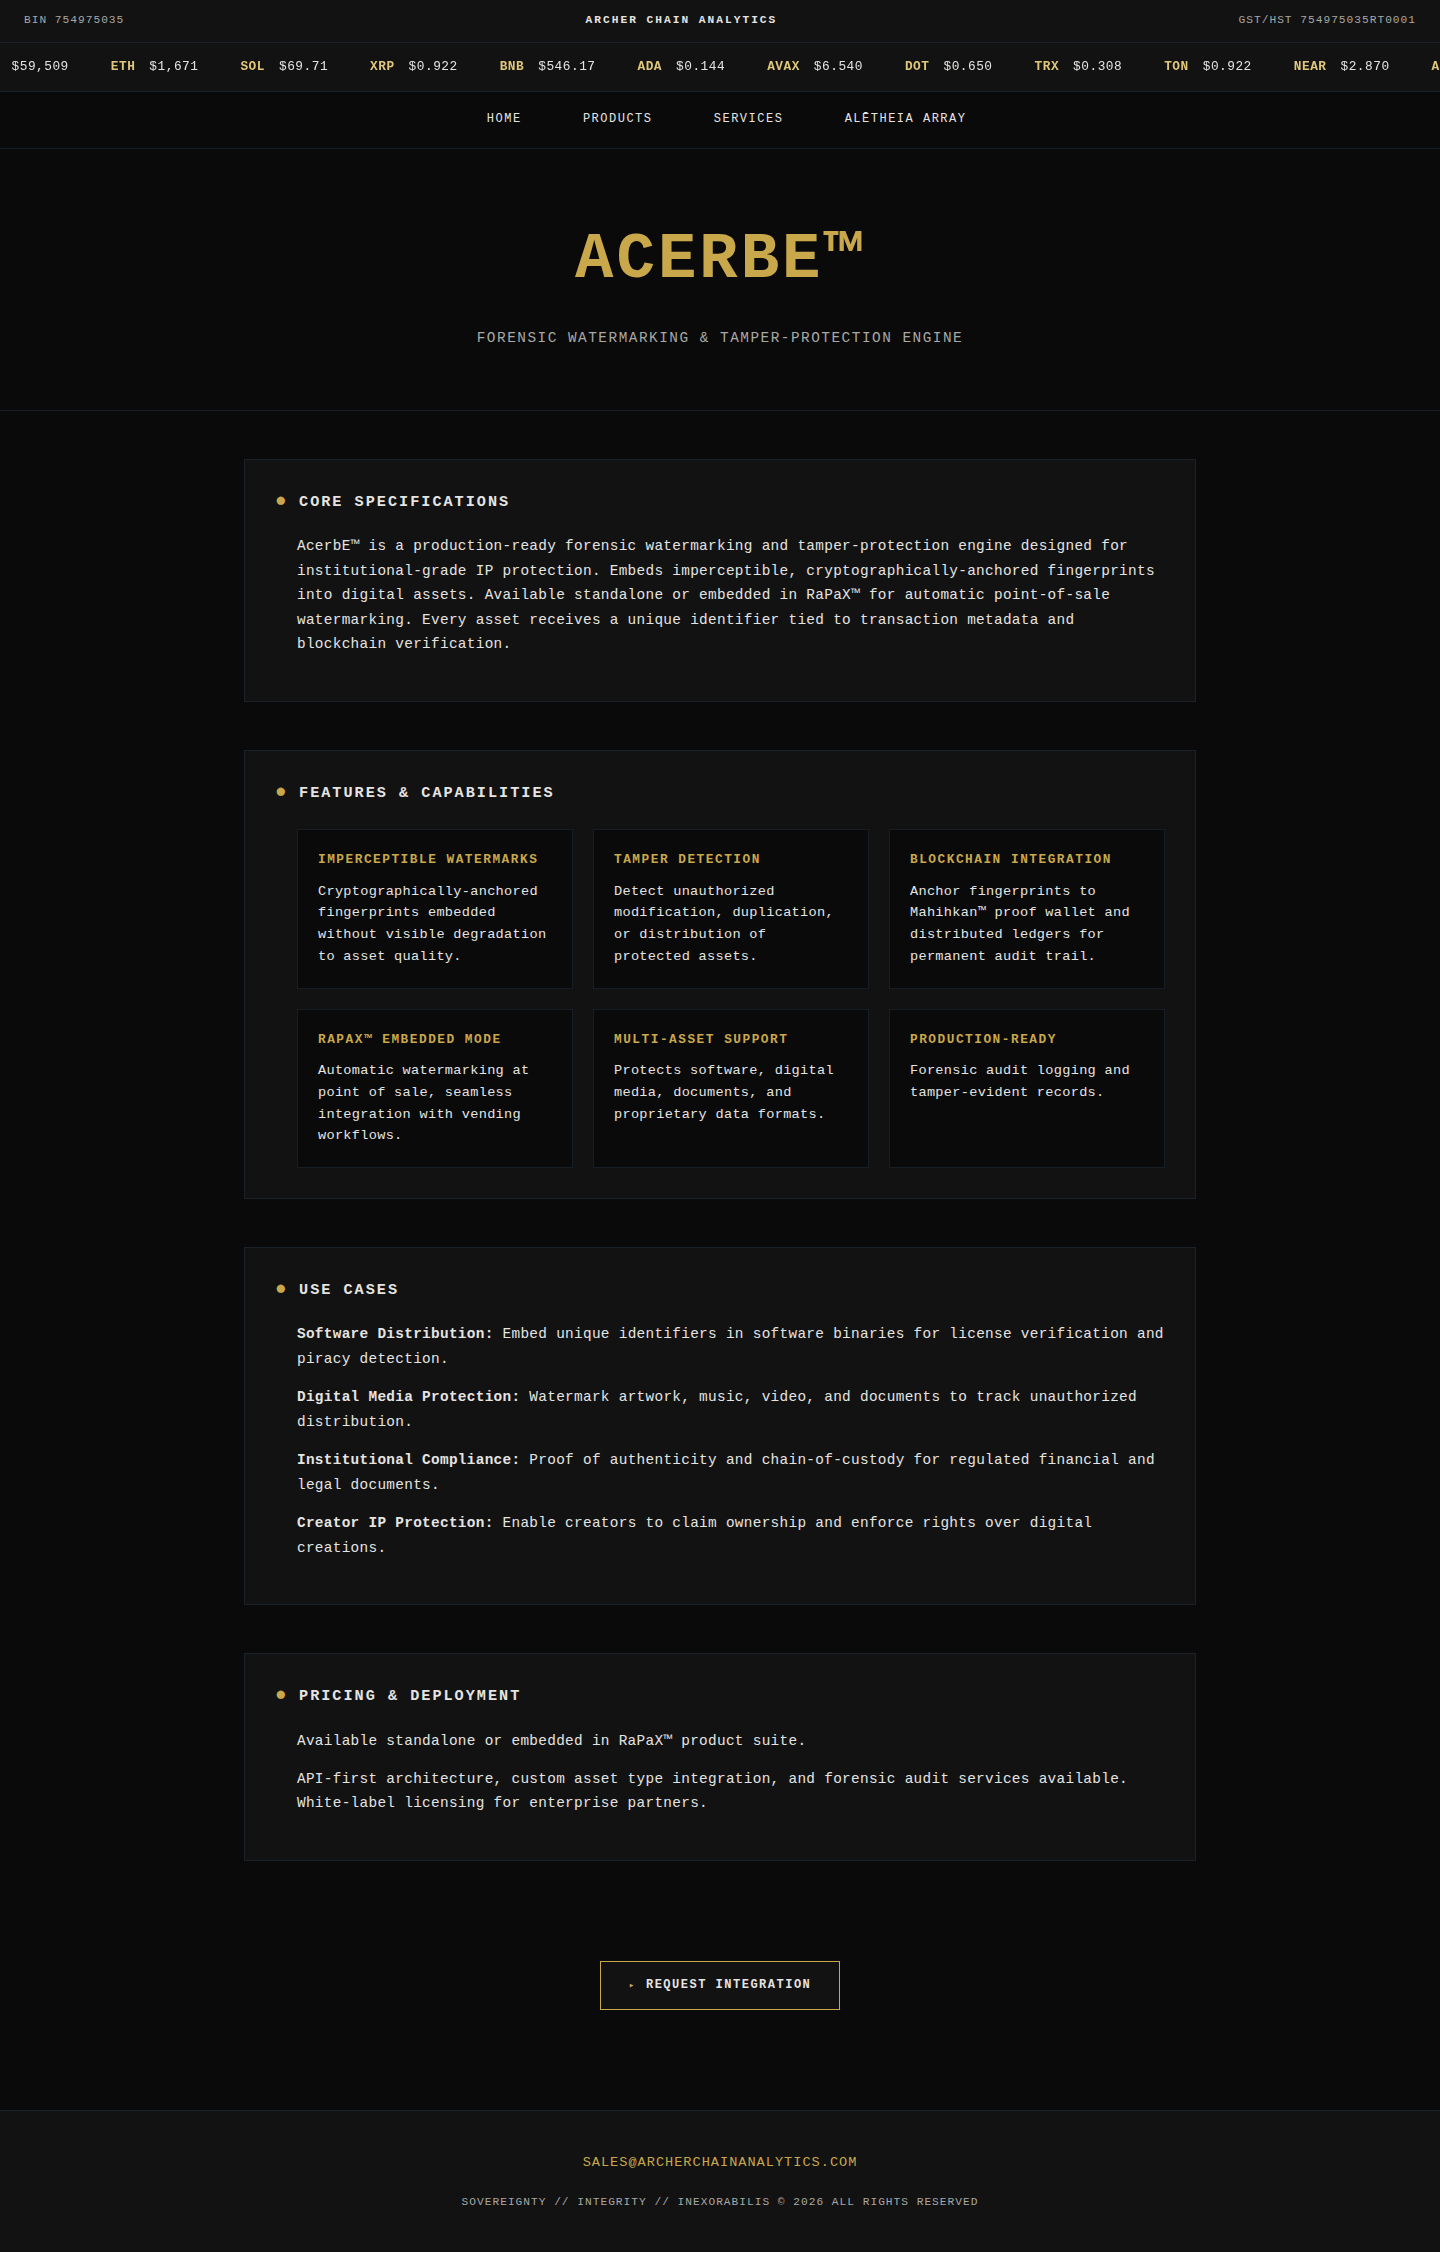 BIN 754975035
ARCHER CHAIN ANALYTICS
GST/HST 754975035RT0001
$59,509 ETH $1,671 SOL $69.71 XRP $0.922 BNB $546.17 ADA $0.144 AVAX $6.540 DOT $0.650 TRX $0.308 TON $0.922 NEAR $2.870 A
HOME PRODUCTS SERVICES ALĒTHEIA ARRAY
ACERBE™
FORENSIC WATERMARKING & TAMPER-PROTECTION ENGINE
● CORE SPECIFICATIONS
AcerbE™ is a production-ready forensic watermarking and tamper-protection engine designed for
institutional-grade IP protection. Embeds imperceptible, cryptographically-anchored fingerprints
into digital assets. Available standalone or embedded in RaPaX™ for automatic point-of-sale
watermarking. Every asset receives a unique identifier tied to transaction metadata and
blockchain verification.
● FEATURES & CAPABILITIES
IMPERCEPTIBLE WATERMARKS
Cryptographically-anchored
fingerprints embedded
without visible degradation
to asset quality.
TAMPER DETECTION
Detect unauthorized
modification, duplication,
or distribution of
protected assets.
BLOCKCHAIN INTEGRATION
Anchor fingerprints to
Mahihkan™ proof wallet and
distributed ledgers for
permanent audit trail.
RAPAX™ EMBEDDED MODE
Automatic watermarking at
point of sale, seamless
integration with vending
workflows.
MULTI-ASSET SUPPORT
Protects software, digital
media, documents, and
proprietary data formats.
PRODUCTION-READY
Forensic audit logging and
tamper-evident records.
● USE CASES
Software Distribution: Embed unique identifiers in software binaries for license verification and
piracy detection.
Digital Media Protection: Watermark artwork, music, video, and documents to track unauthorized
distribution.
Institutional Compliance: Proof of authenticity and chain-of-custody for regulated financial and
legal documents.
Creator IP Protection: Enable creators to claim ownership and enforce rights over digital
creations.
● PRICING & DEPLOYMENT
Available standalone or embedded in RaPaX™ product suite.
API-first architecture, custom asset type integration, and forensic audit services available.
White-label licensing for enterprise partners.
▸ REQUEST INTEGRATION
SALES@ARCHERCHAINANALYTICS.COM
SOVEREIGNTY // INTEGRITY // INEXORABILIS © 2026 ALL RIGHTS RESERVED